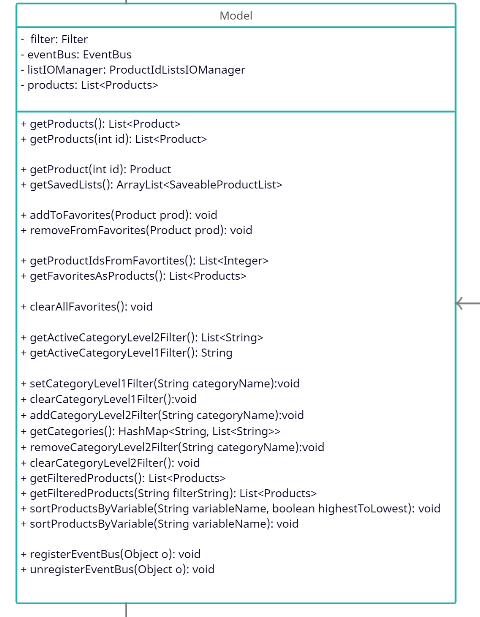 Model
- filter: Filter
- eventBus: EventBus
- listIOManager: ProductIdListsIOManager
- products: List<Products>
+ getProducts(): List<Product>
+ getProducts(int id): List<Product>
+ getProduct(int id): Product
+ getSavedLists(): ArrayList<SaveableProductList>
+ addToFavorites(Product prod): void
+ removeFromFavorites(Product prod): void
+ getProductIdsFromFavortites(): List<Integer>
+ getFavoritesAsProducts(): List<Products>
+ clearAllFavorites(): void
+ getActiveCategoryLevel2Filter(): List<String>
+ getActiveCategoryLevel1Filter(): String
+ setCategoryLevel1Filter(String categoryName):void
+ clearCategoryLevel1Filter():void
+ addCategoryLevel2Filter(String categoryName):void
+ getCategories(): HashMap<String, List<String>>
+ removeCategoryLevel2Filter(String categoryName):void
+ clearCategoryLevel2Filter(): void
+ getFilteredProducts(): List<Products>
+ getFilteredProducts(String filterString): List<Products>
+ sortProductsByVariable(String variableName, boolean highestToLowest): void
+ sortProductsByVariable(String variableName): void
+ registerEventBus(Object o): void
+ unregisterEventBus(Object o): void